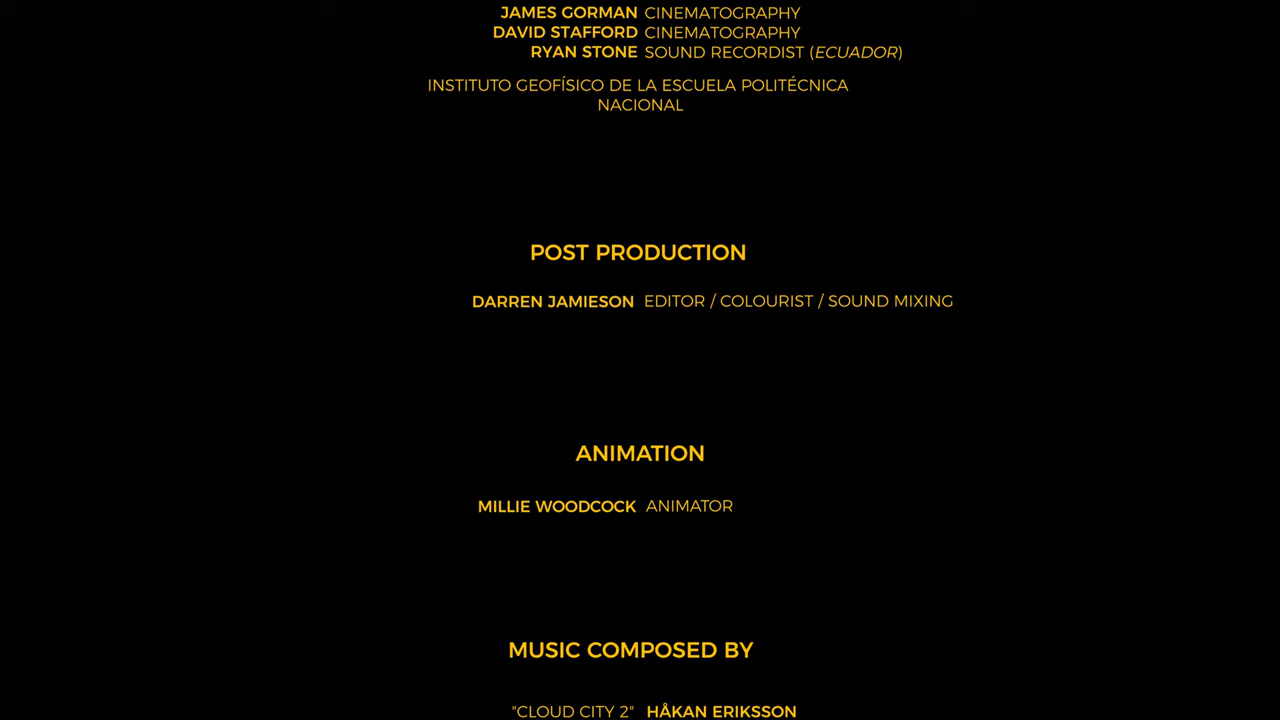 JAMES GORMAN CINEMATOGRAPHY
DAVID STAFFORD CINEMATOGRAPHY
RYAN STONE SOUND RECORDIST (ECUADOR)
INSTITUTO GEOFÍSICO DE LA ESCUELA POLITÉCNICA
NACIONAL
POST PRODUCTION
DARREN JAMIESON EDITOR / COLOURIST / SOUND MIXING
ANIMATION
MILLIE WOODCOCK ANIMATOR
MUSIC COMPOSED BY
"CLOUD CITY 2" HÅKAN ERIKSSON